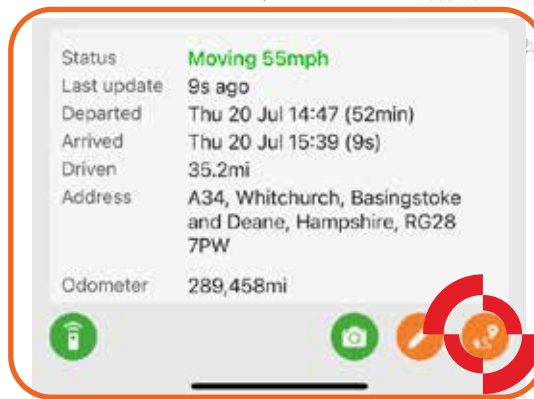 Status Moving 55mph
Last update 9s ago
Departed Thu 20 Jul 14:47 (52min)
Arrived Thu 20 Jul 15:39 (9s)
Driven 35.2mi
Address A34, Whitchurch, Basingstoke
and Deane, Hampshire, RG28
7PW
Odometer 289,458mi